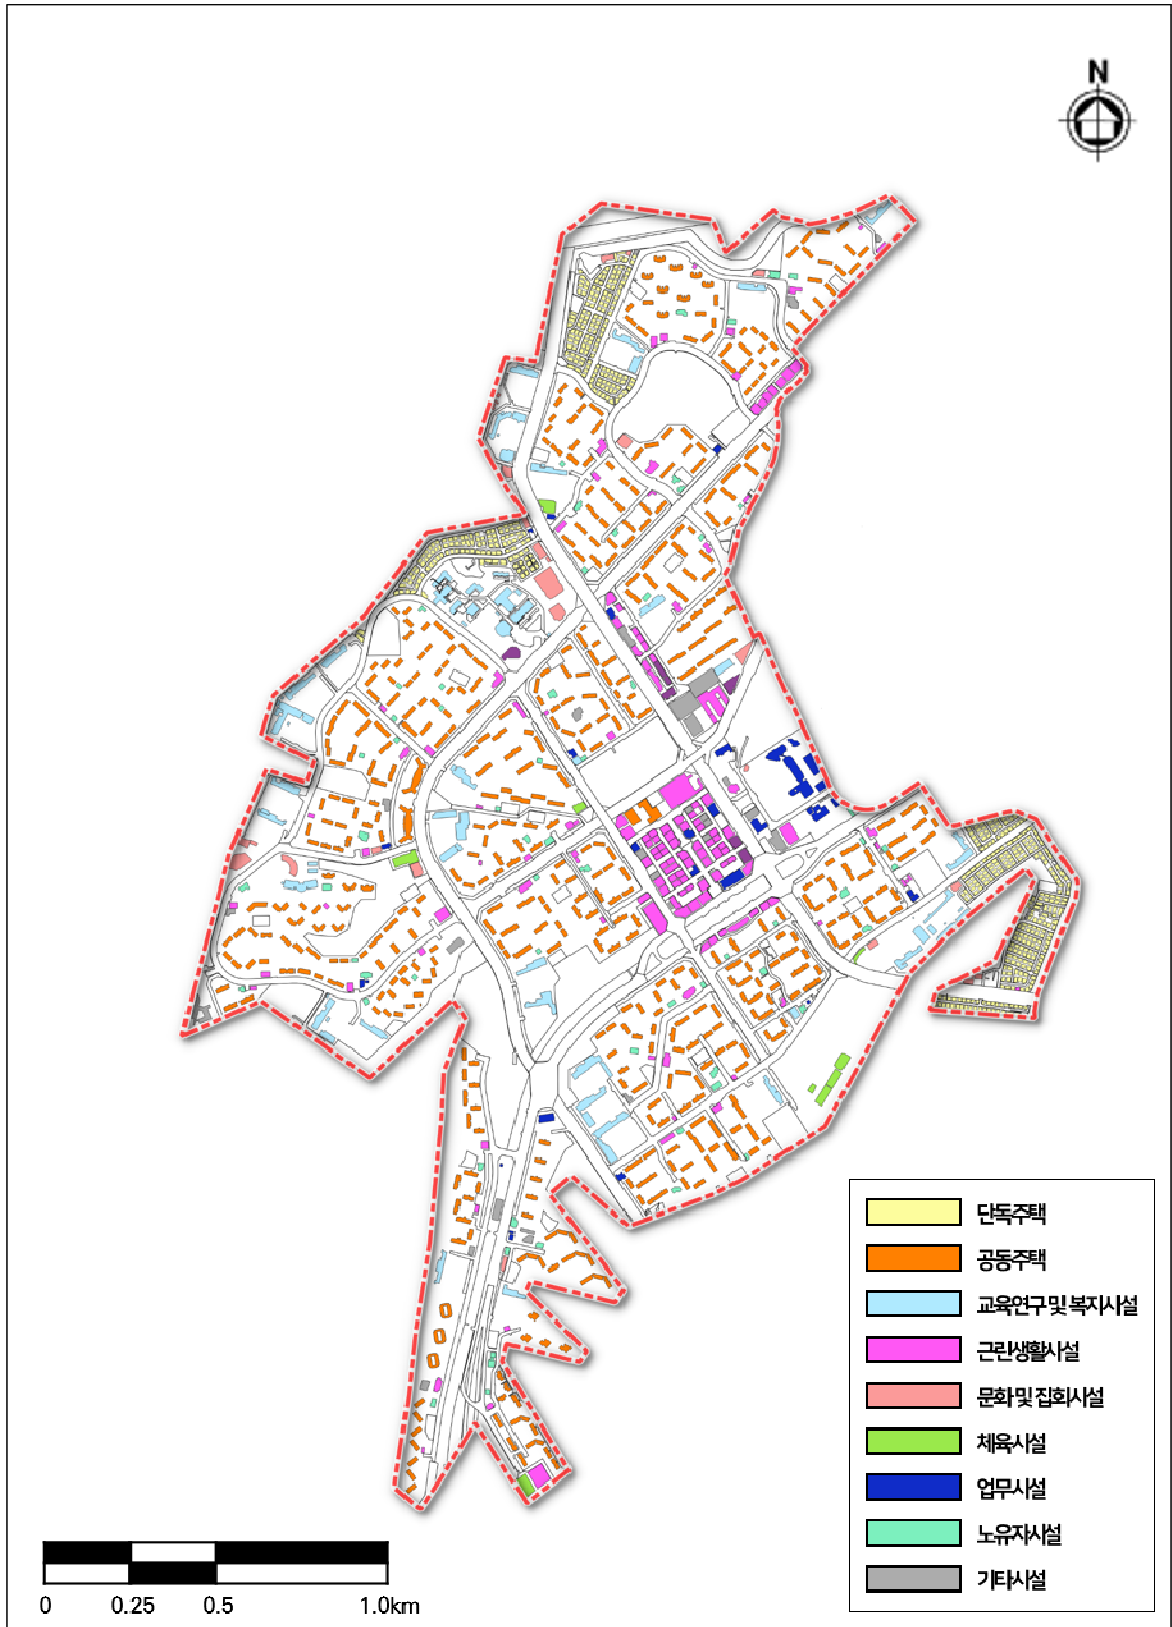 N
단독주택
공동주택
교육연구 및 복지시설
근린생활시설
문화 및 집회시설
체육시설
업무시설
노유자시설
기타시설
0 0.25 0.5 1.0km